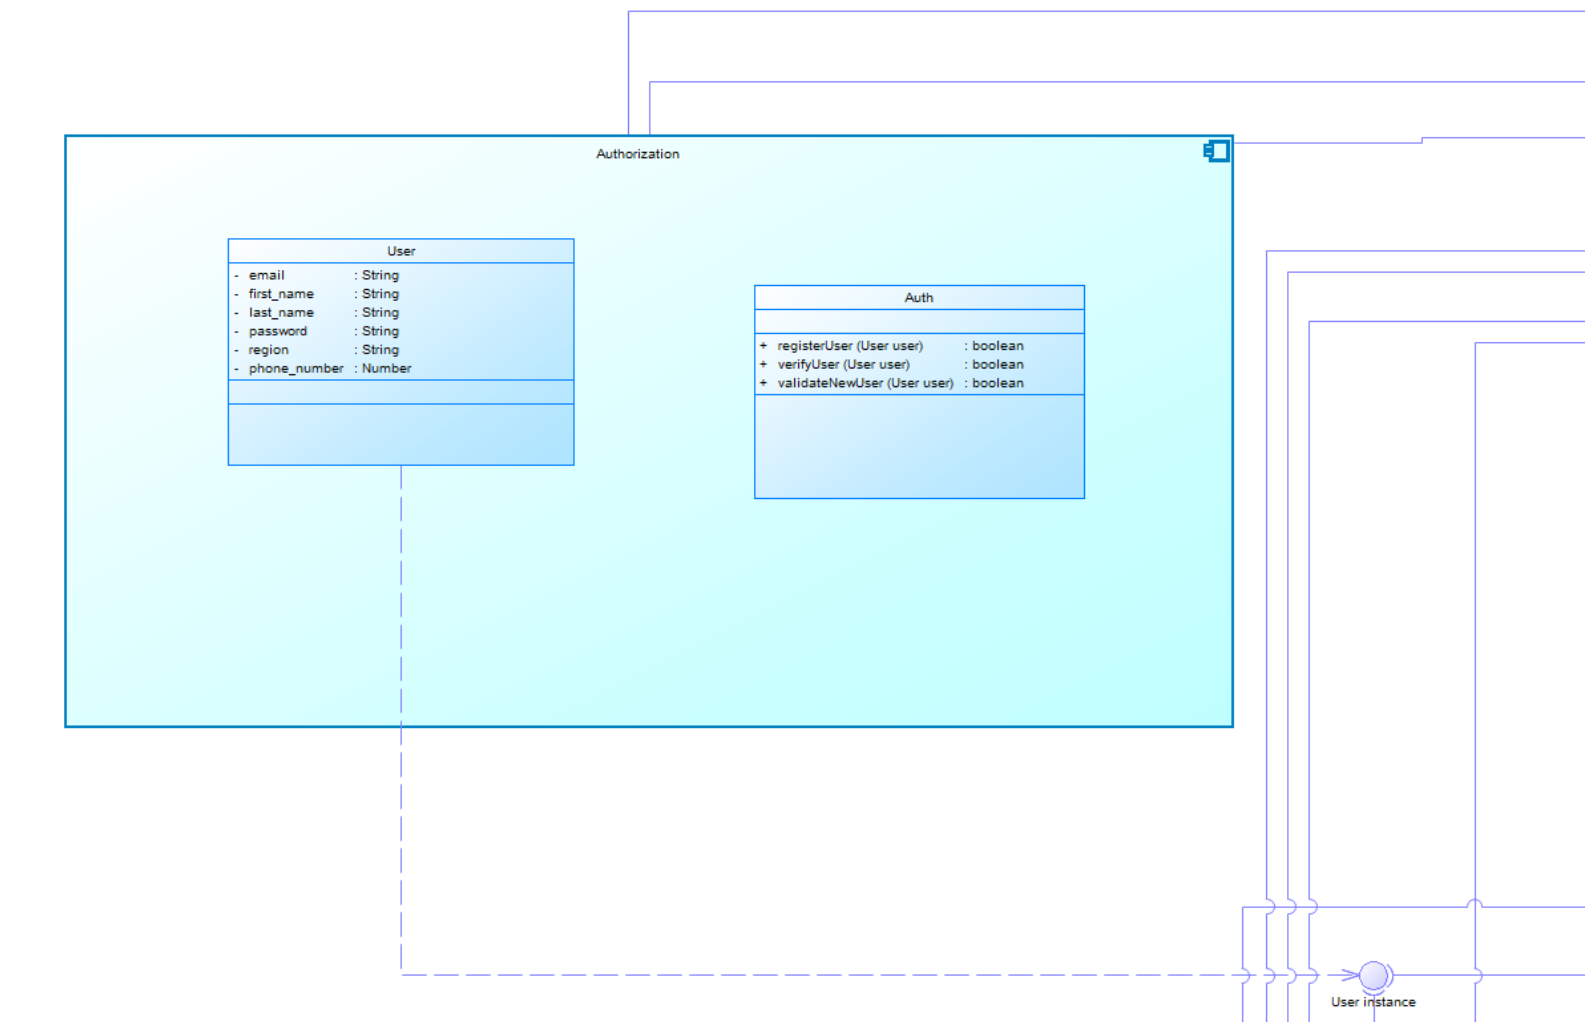 Authorization
User
- email : String
- first_name : String
- last_name : String
- password : String
- region : String
- phone_number : Number
Auth
+ registerUser (User user) : boolean
+ verifyUser (User user) : boolean
+ validateNewUser (User user) : boolean
User instance